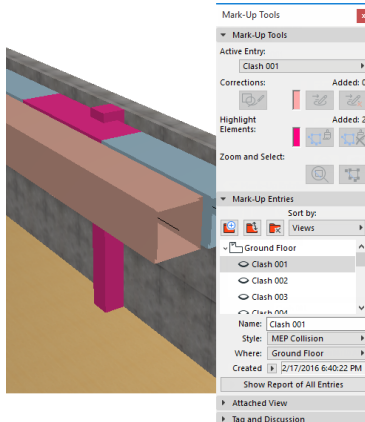 Mark-Up Tools
Mark-Up Tools
Active Entry:
Clash 001
Corrections: Added: 0
Highlight Added: 2
Elements:
Zoom and Select:
Mark-Up Entries
Sort by:
Views
Ground Floor
Clash 001
Clash 002
Clash 003
Clash 004
Name: Clash 001
Style: MEP Collision
Where: Ground Floor
Created 2/17/2016 6:40:22 PM
Show Report of All Entries
Attached View
Tag and Discussion